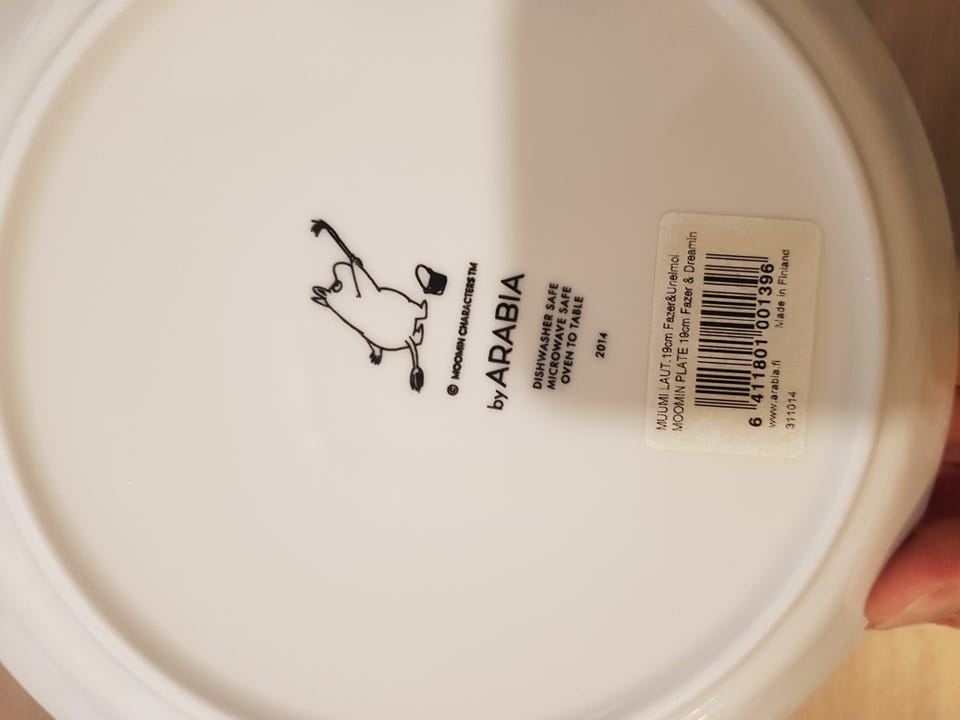 © MOOMIN CHARACTERS TM
by ARABIA
DISHWASHER SAFE
MICROWAVE SAFE
OVEN TO TABLE
2014
MUUMI LAUT.19cm Fazer&Unelmoi
MOOMIN PLATE 19cm Fazer & Dreamin
6 411801 001396
www.arabia.fi Made in Finland
311014